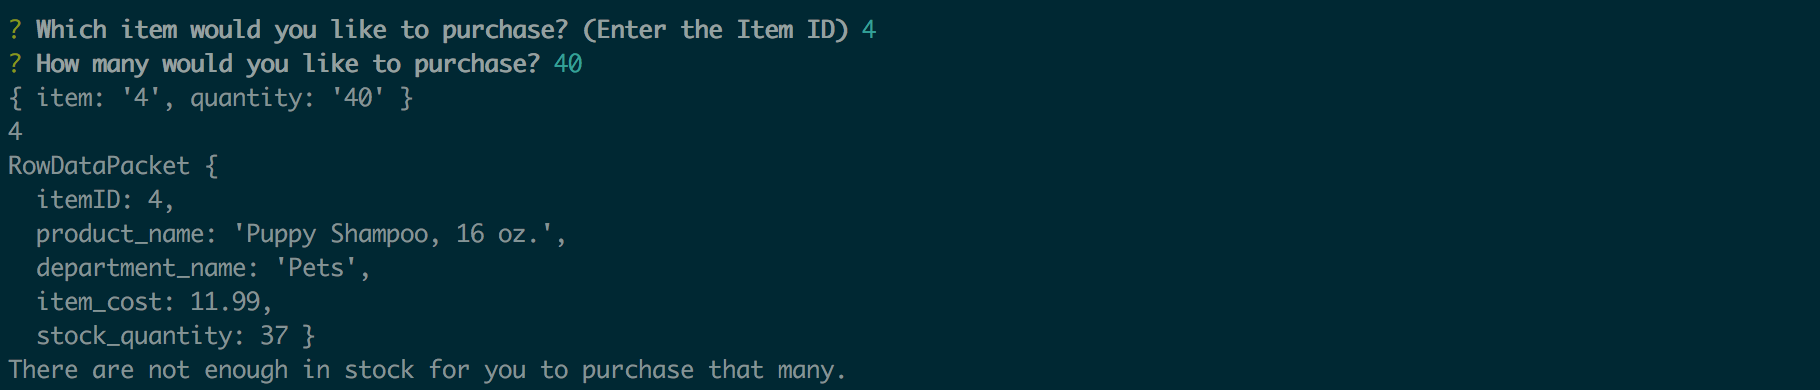 ? Which item would you like to purchase? (Enter the Item ID) 4
? How many would you like to purchase? 40
{ item: '4', quantity: '40' }
4
RowDataPacket {
  itemID: 4,
  product_name: 'Puppy Shampoo, 16 oz.',
  department_name: 'Pets',
  item_cost: 11.99,
  stock_quantity: 37 }
There are not enough in stock for you to purchase that many.